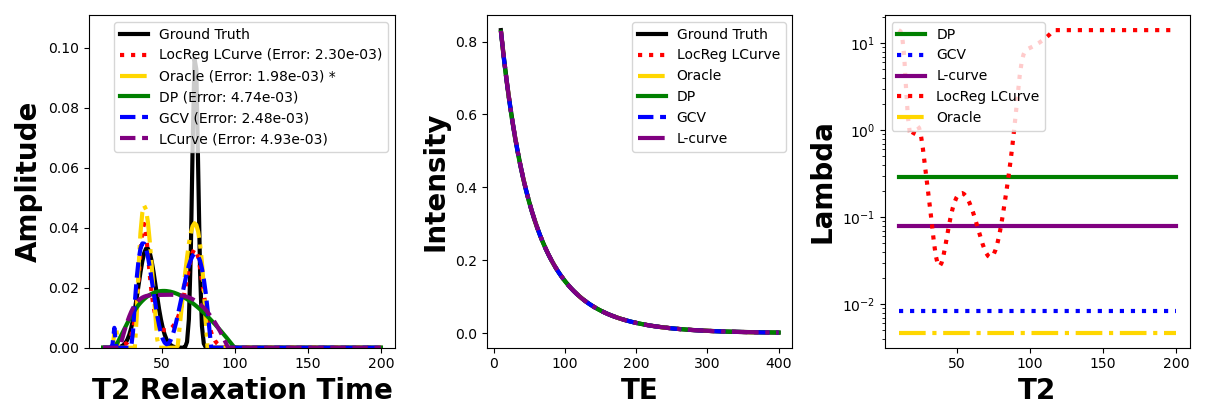 Amplitude
0.10
0.08
0.06
0.04
0.02
0.00
50
100
150
200
T2 Relaxation Time
Ground Truth
LocReg LCurve (Error: 2.30e-03)
Oracle (Error: 1.98e-03) *
DP (Error: 4.74e-03)
GCV (Error: 2.48e-03)
LCurve (Error: 4.93e-03)
Intensity
0.8
0.6
0.4
0.2
0.0
0
100
200
300
400
TE
Ground Truth
LocReg LCurve
Oracle
DP
GCV
L-curve
Lambda
10¹
10⁰
10⁻¹
10⁻²
50
100
150
200
T2
DP
GCV
L-curve
LocReg LCurve
Oracle